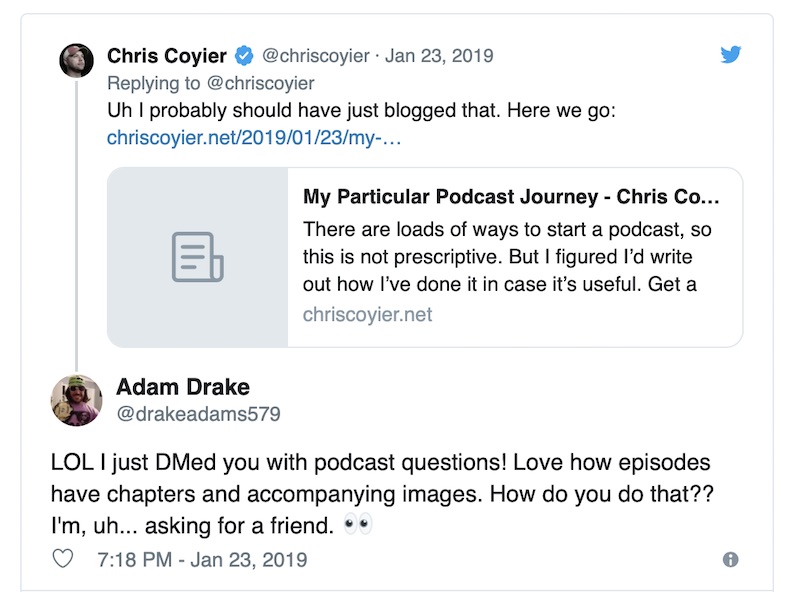 Chris Coyier @chriscoyier · Jan 23, 2019
Replying to @chriscoyier
Uh I probably should have just blogged that. Here we go:
chriscoyier.net/2019/01/23/my-…
My Particular Podcast Journey - Chris Co…
There are loads of ways to start a podcast, so
this is not prescriptive. But I figured I’d write
out how I’ve done it in case it’s useful. Get a
chriscoyier.net
Adam Drake
@drakeadams579
LOL I just DMed you with podcast questions! Love how episodes
have chapters and accompanying images. How do you do that??
I'm, uh... asking for a friend. 👀
7:18 PM - Jan 23, 2019